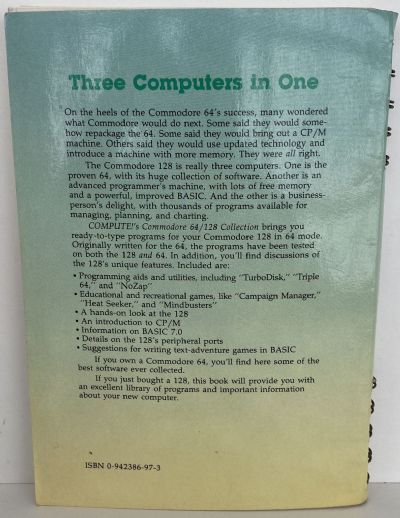 Three Computers in One
On the heels of the Commodore 64's success, many wondered
what Commodore would do next. Some said they would some-
how repackage the 64. Some said they would bring out a CP/M
machine. Others said they would use updated technology and
introduce a machine with more memory. They were all right.
The Commodore 128 is really three computers. One is the
proven 64, with its huge collection of software. Another is an
advanced programmer's machine, with lots of free memory
and a powerful, improved BASIC. And the other is a business-
person's delight, with thousands of programs available for
managing, planning, and charting.
COMPUTE!'s Commodore 64/128 Collection brings you
ready-to-type programs for your Commodore 128 in 64 mode.
Originally written for the 64, the programs have been tested
on both the 128 and 64. In addition, you'll find discussions of
the 128's unique features. Included are:
• Programming aids and utilities, including "TurboDisk," "Triple
64," and "NoZap"
• Educational and recreational games, like "Campaign Manager,"
"Heat Seeker," and "Mindbusters"
• A hands-on look at the 128
• An introduction to CP/M
• Information on BASIC 7.0
• Details on the 128's peripheral ports
• Suggestions for writing text-adventure games in BASIC
If you own a Commodore 64, you'll find here some of the
best software ever collected.
If you just bought a 128, this book will provide you with
an excellent library of programs and important information
about your new computer.
ISBN 0-942386-97-3